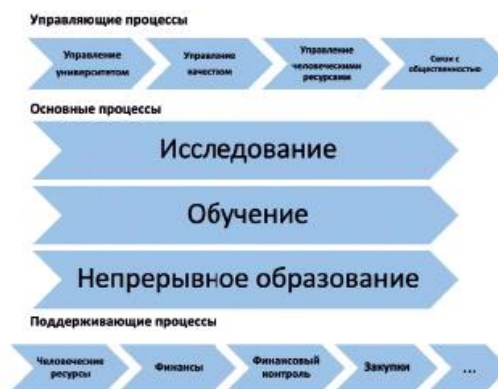 Управляющие процессы
Управление
университетом
Управление
качеством
Управление
человеческими
ресурсами
Связи с
общественностью
Основные процессы
Исследование
Обучение
Непрерывное образование
Поддерживающие процессы
Человеческие
ресурсы
Финансы
Финансовый
контроль
Закупки
...